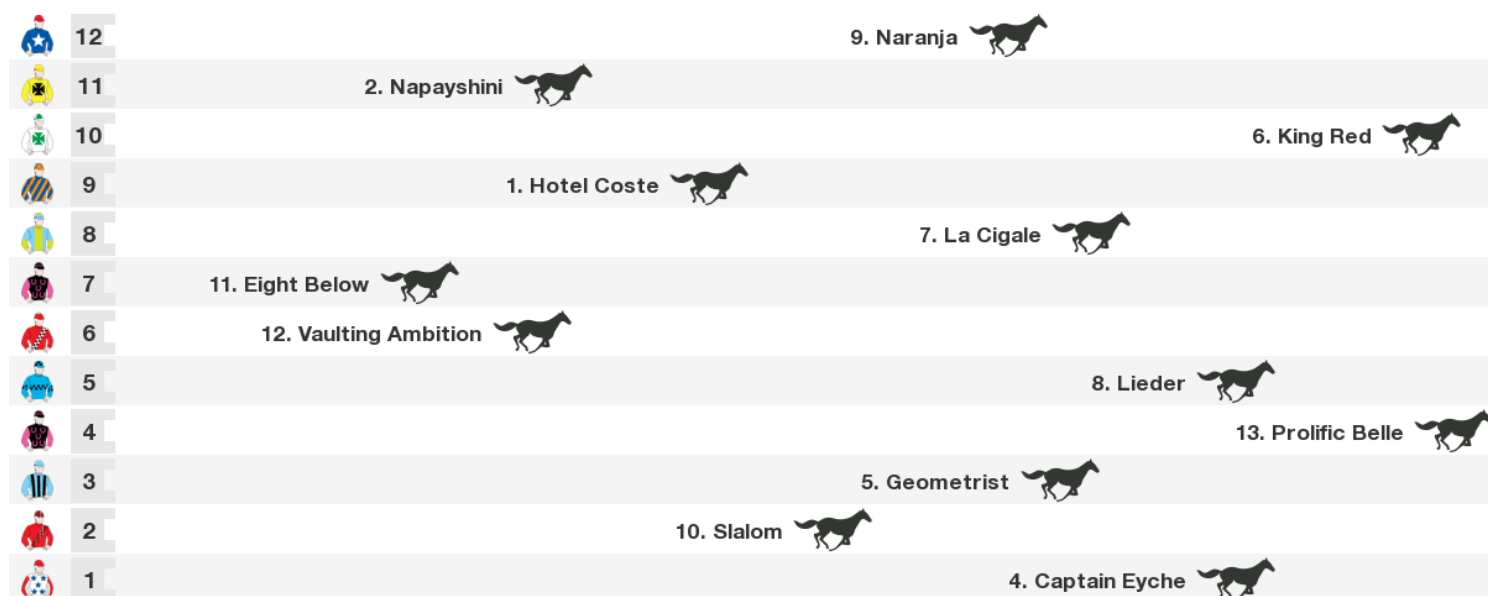 12 9. Naranja
11 2. Napayshini
10 6. King Red
9 1. Hotel Coste
8 7. La Cigale
7 11. Eight Below
6 12. Vaulting Ambition
5 8. Lieder
4 13. Prolific Belle
3 5. Geometrist
2 10. Slalom
1 4. Captain Eyche